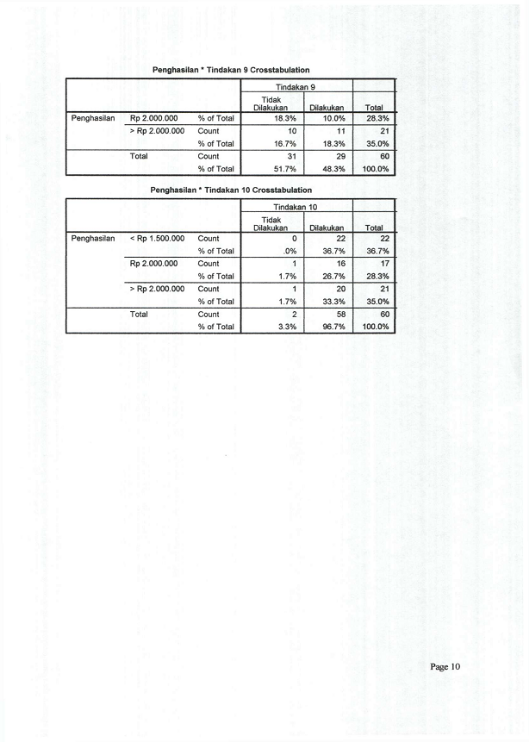 Penghasilan * Tindakan 9 Crosstabulation
Tindakan 9
Tidak
Dilakukan Dilakukan Total
Penghasilan Rp 2.000.000 % of Total 18.3% 10.0% 28.3%
> Rp 2.000.000 Count 10 11 21
% of Total 16.7% 18.3% 35.0%
Total Count 31 29 60
% of Total 51.7% 48.3% 100.0%
Penghasilan * Tindakan 10 Crosstabulation
Tindakan 10
Tidak
Dilakukan Dilakukan Total
Penghasilan < Rp 1.500.000 Count 0 22 22
% of Total .0% 36.7% 36.7%
Rp 2.000.000 Count 1 16 17
% of Total 1.7% 26.7% 28.3%
> Rp 2.000.000 Count 1 20 21
% of Total 1.7% 33.3% 35.0%
Total Count 2 58 60
% of Total 3.3% 96.7% 100.0%
Page 10